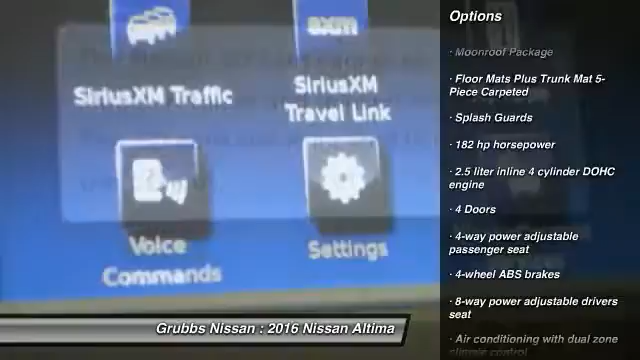 Options
· Moonroof Package
· Floor Mats Plus Trunk Mat 5-
Piece Carpeted
· Splash Guards
· 182 hp horsepower
· 2.5 liter inline 4 cylinder DOHC
engine
· 4 Doors
· 4-way power adjustable
passenger seat
· 4-wheel ABS brakes
· 8-way power adjustable drivers
seat
· Air conditioning with dual zone
climate control
SiriusXM Traffic
SiriusXM
Travel Link
Voice
Commands
Settings
Grubbs Nissan : 2016 Nissan Altima